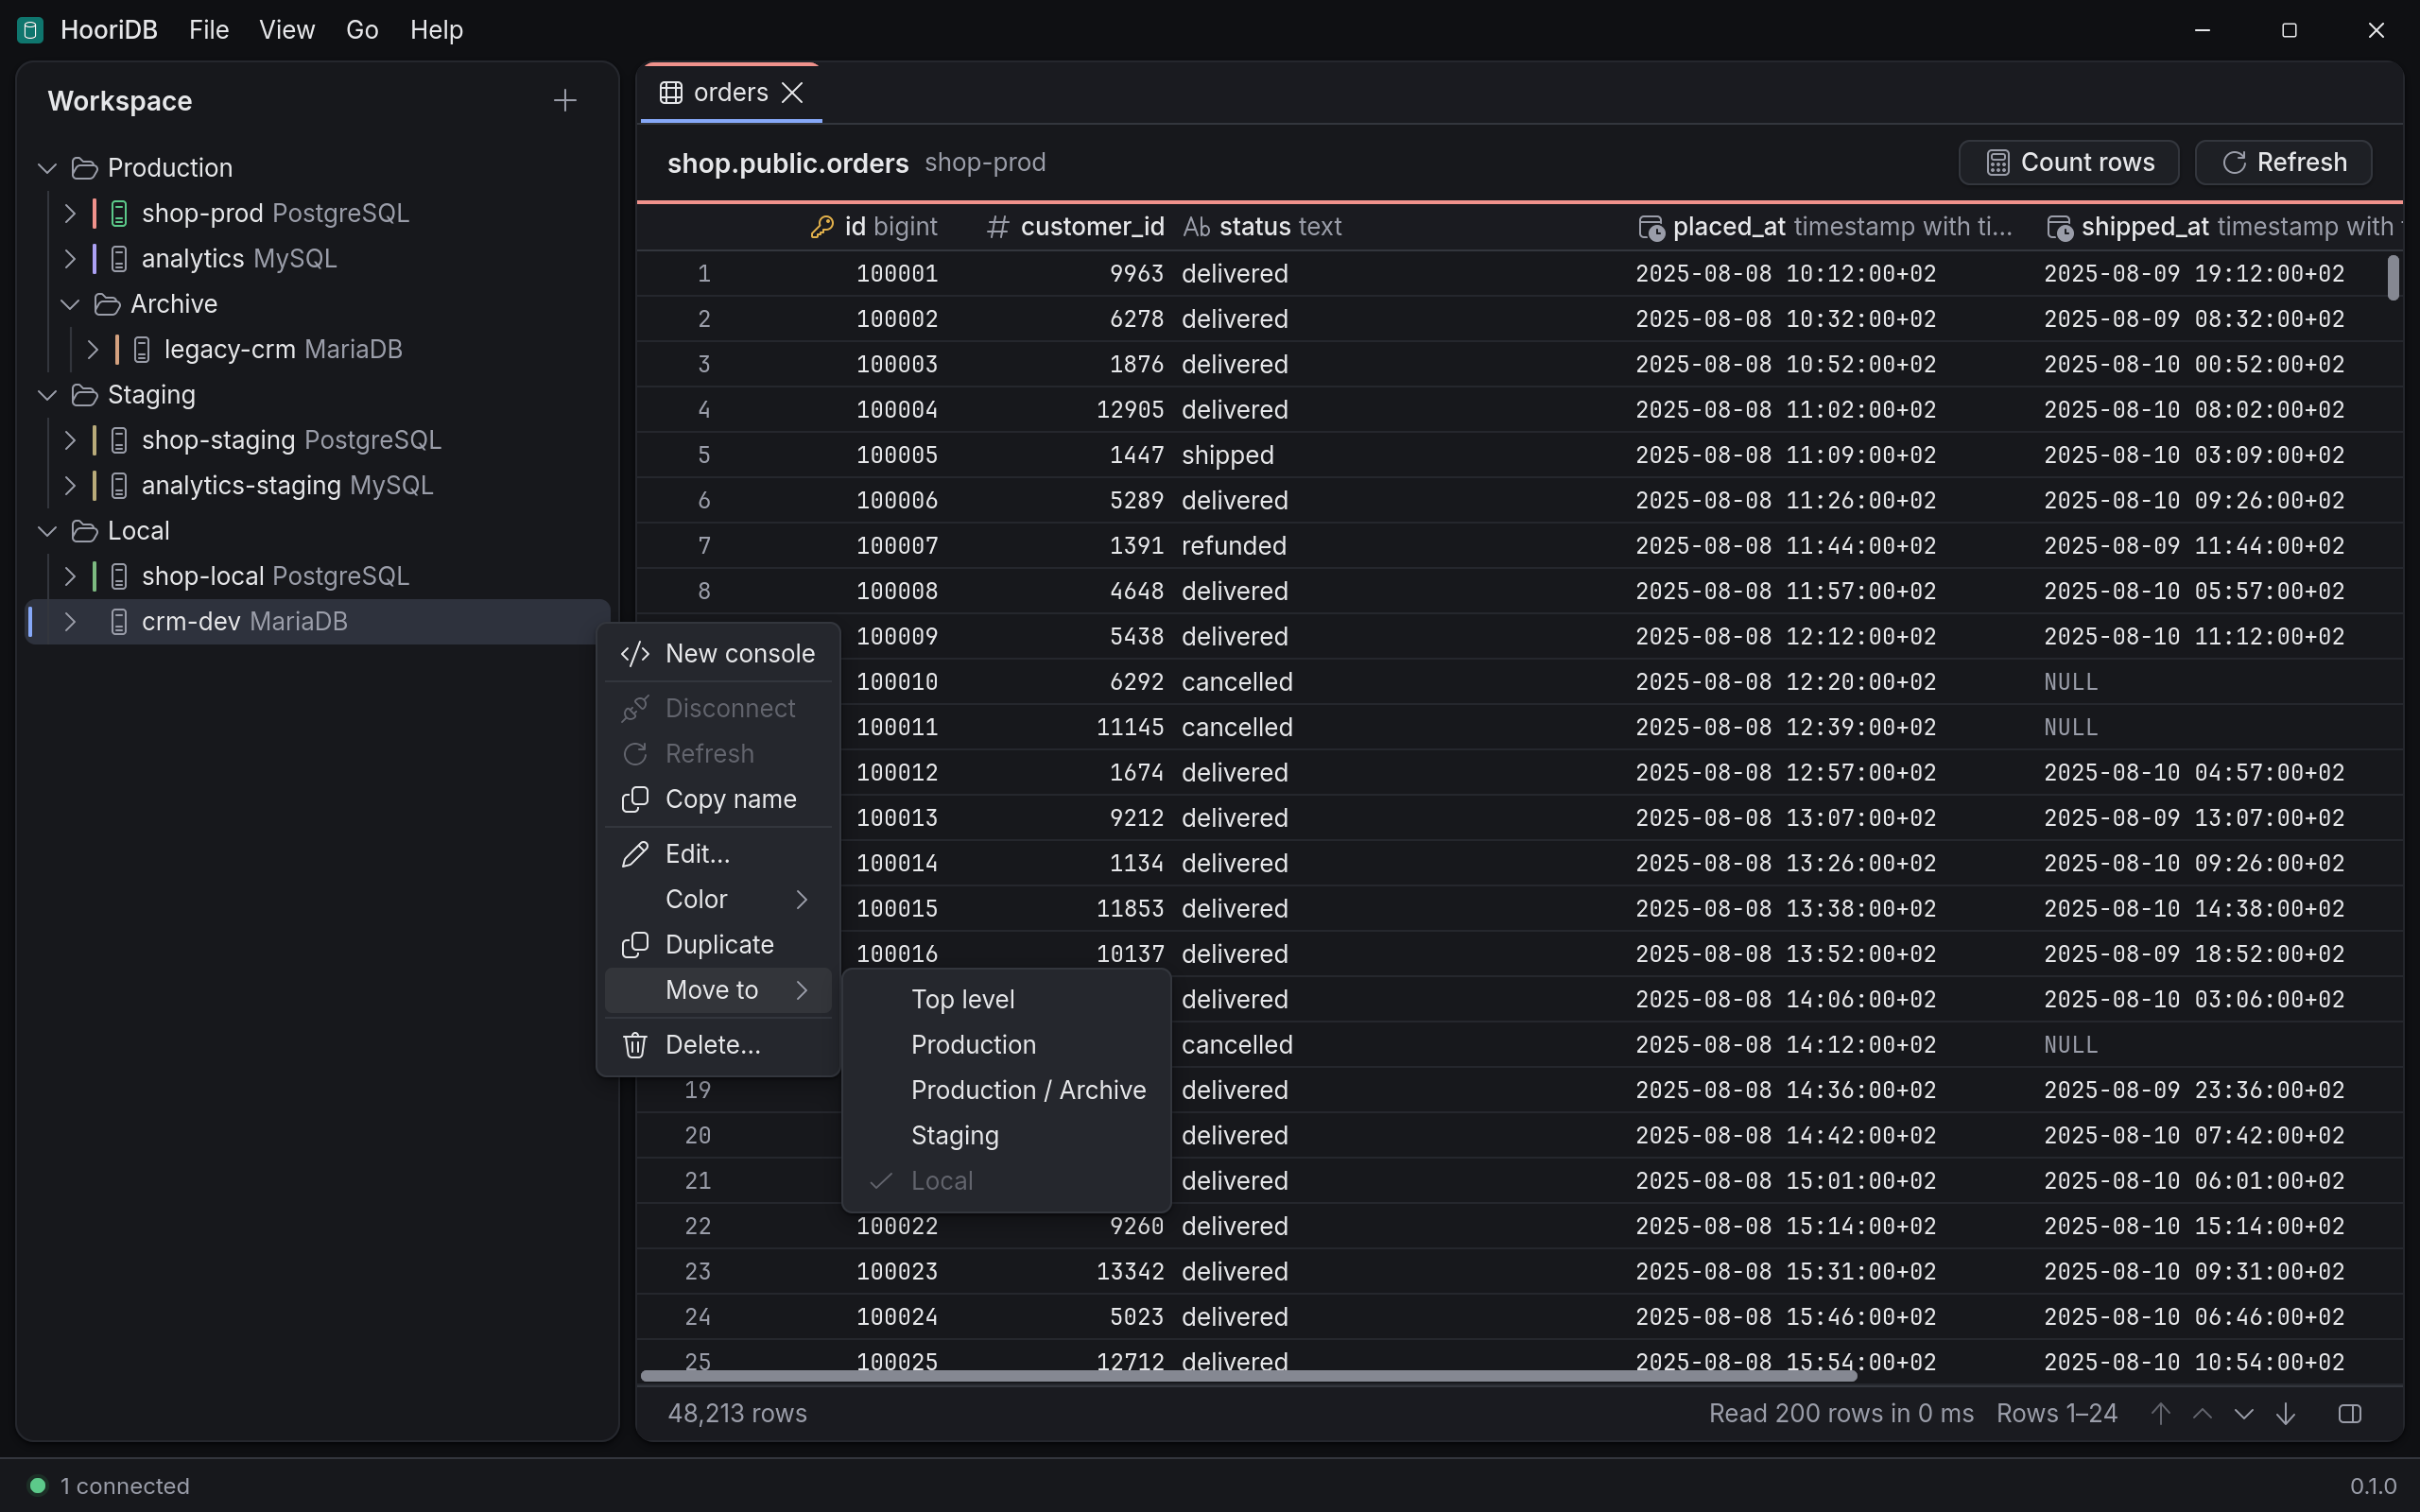 HooriDB File View Go Help
Workspace
Production
shop-prod PostgreSQL
analytics MySQL
Archive
legacy-crm MariaDB
Staging
shop-staging PostgreSQL
analytics-staging MySQL
Local
shop-local PostgreSQL
crm-dev MariaDB
New console
Disconnect
Refresh
Copy name
Edit...
Color
Duplicate
Move to
Delete...
Top level
Production
Production / Archive
Staging
Local
orders
shop.public.orders shop-prod Count rows Refresh
id bigint # customer_id Ab status text placed_at timestamp with ti... shipped_at timestamp with
1 100001 9963 delivered 2025-08-08 10:12:00+02 2025-08-09 19:12:00+02
2 100002 6278 delivered 2025-08-08 10:32:00+02 2025-08-09 08:32:00+02
3 100003 1876 delivered 2025-08-08 10:52:00+02 2025-08-10 00:52:00+02
4 100004 12905 delivered 2025-08-08 11:02:00+02 2025-08-10 08:02:00+02
5 100005 1447 shipped 2025-08-08 11:09:00+02 2025-08-10 03:09:00+02
6 100006 5289 delivered 2025-08-08 11:26:00+02 2025-08-10 09:26:00+02
7 100007 1391 refunded 2025-08-08 11:44:00+02 2025-08-09 11:44:00+02
8 100008 4648 delivered 2025-08-08 11:57:00+02 2025-08-10 05:57:00+02
100009 5438 delivered 2025-08-08 12:12:00+02 2025-08-10 11:12:00+02
100010 6292 cancelled 2025-08-08 12:20:00+02 NULL
100011 11145 cancelled 2025-08-08 12:39:00+02 NULL
100012 1674 delivered 2025-08-08 12:57:00+02 2025-08-10 04:57:00+02
100013 9212 delivered 2025-08-08 13:07:00+02 2025-08-09 13:07:00+02
100014 1134 delivered 2025-08-08 13:26:00+02 2025-08-10 09:26:00+02
100015 11853 delivered 2025-08-08 13:38:00+02 2025-08-10 14:38:00+02
100016 10137 delivered 2025-08-08 13:52:00+02 2025-08-09 18:52:00+02
delivered 2025-08-08 14:06:00+02 2025-08-10 03:06:00+02
cancelled 2025-08-08 14:12:00+02 NULL
19 delivered 2025-08-08 14:36:00+02 2025-08-09 23:36:00+02
20 delivered 2025-08-08 14:42:00+02 2025-08-10 07:42:00+02
21 delivered 2025-08-08 15:01:00+02 2025-08-10 06:01:00+02
22 100022 9260 delivered 2025-08-08 15:14:00+02 2025-08-10 15:14:00+02
23 100023 13342 delivered 2025-08-08 15:31:00+02 2025-08-10 09:31:00+02
24 100024 5023 delivered 2025-08-08 15:46:00+02 2025-08-10 06:46:00+02
25 100025 12712 delivered 2025-08-08 15:54:00+02 2025-08-10 10:54:00+02
48,213 rows Read 200 rows in 0 ms Rows 1–24
1 connected 0.1.0